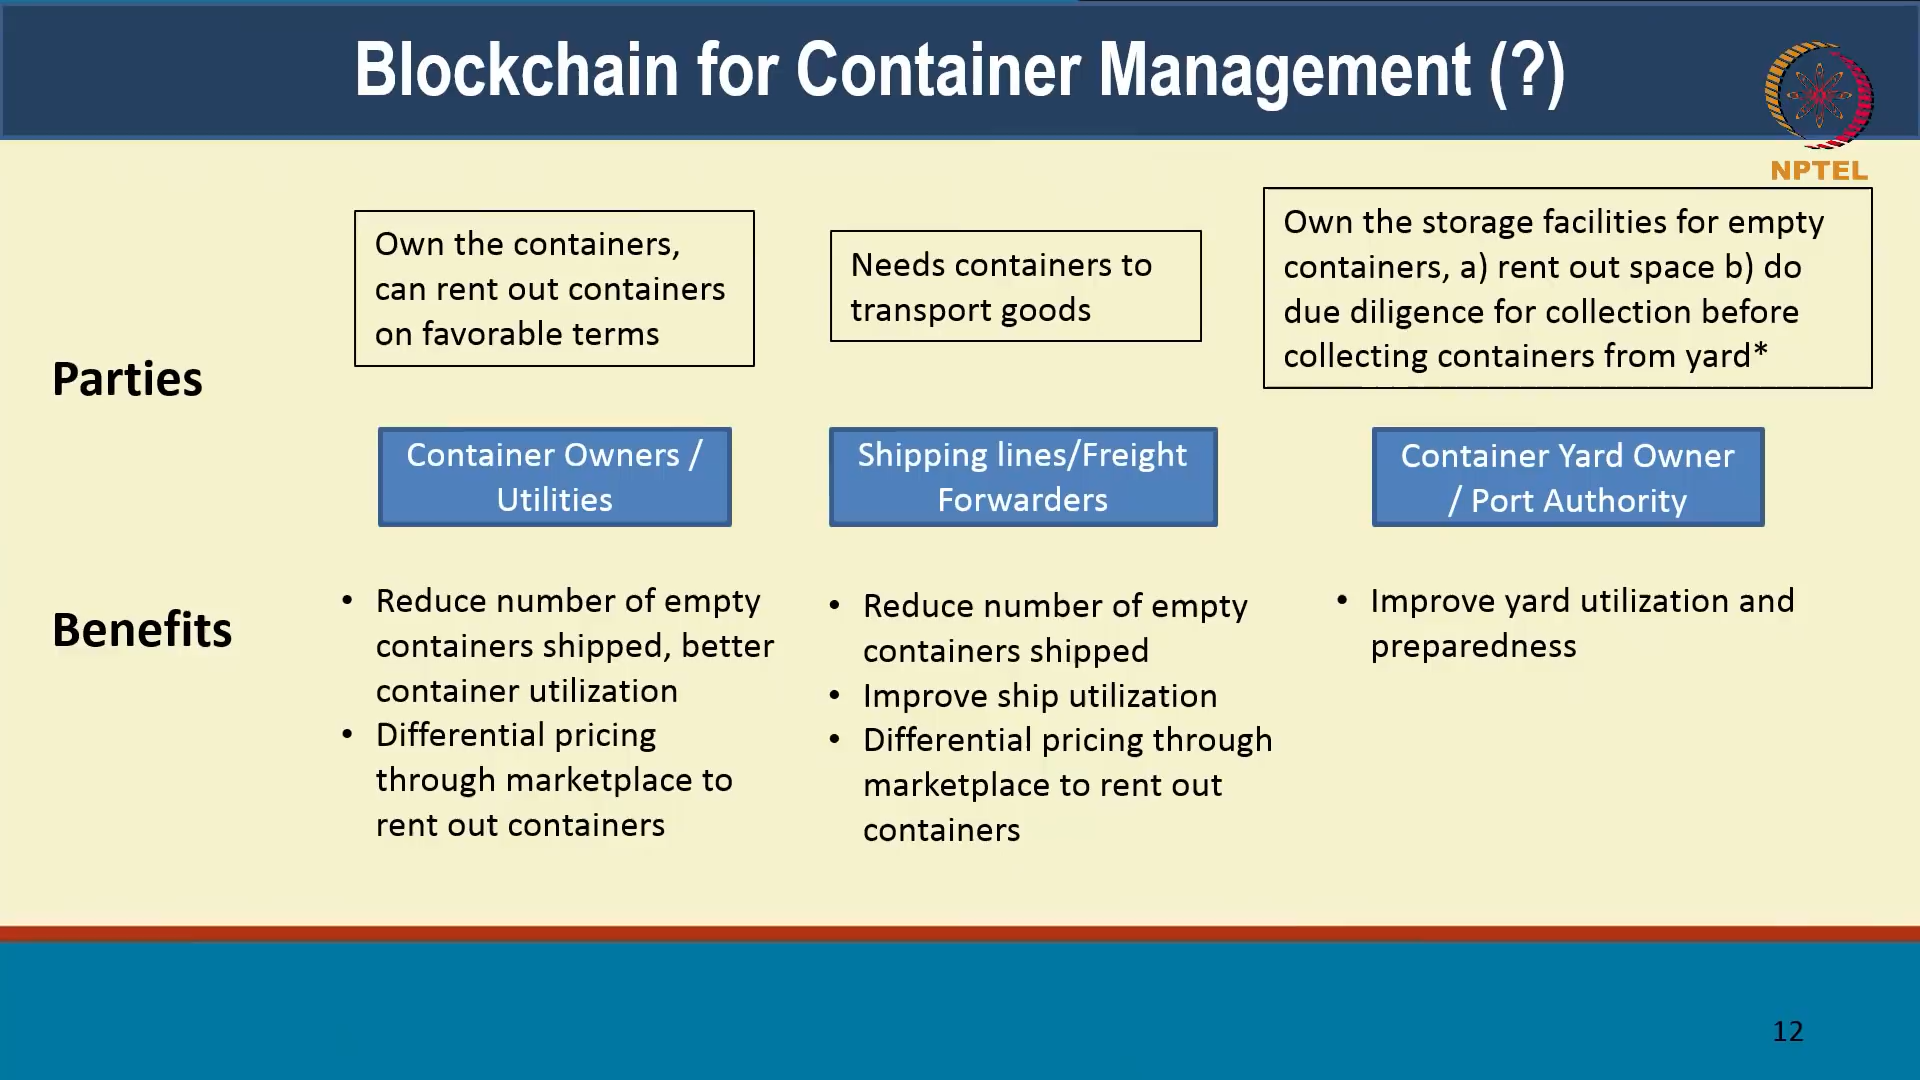 Blockchain for Container Management (?)
NPTEL
Parties
Own the containers,
can rent out containers
on favorable terms
Container Owners /
Utilities
Needs containers to
transport goods
Shipping lines/Freight
Forwarders
Own the storage facilities for empty
containers, a) rent out space b) do
due diligence for collection before
collecting containers from yard*
Container Yard Owner
/ Port Authority
Benefits
• Reduce number of empty
containers shipped, better
container utilization
• Differential pricing
through marketplace to
rent out containers
• Reduce number of empty
containers shipped
• Improve ship utilization
• Differential pricing through
marketplace to rent out
containers
• Improve yard utilization and
preparedness
12